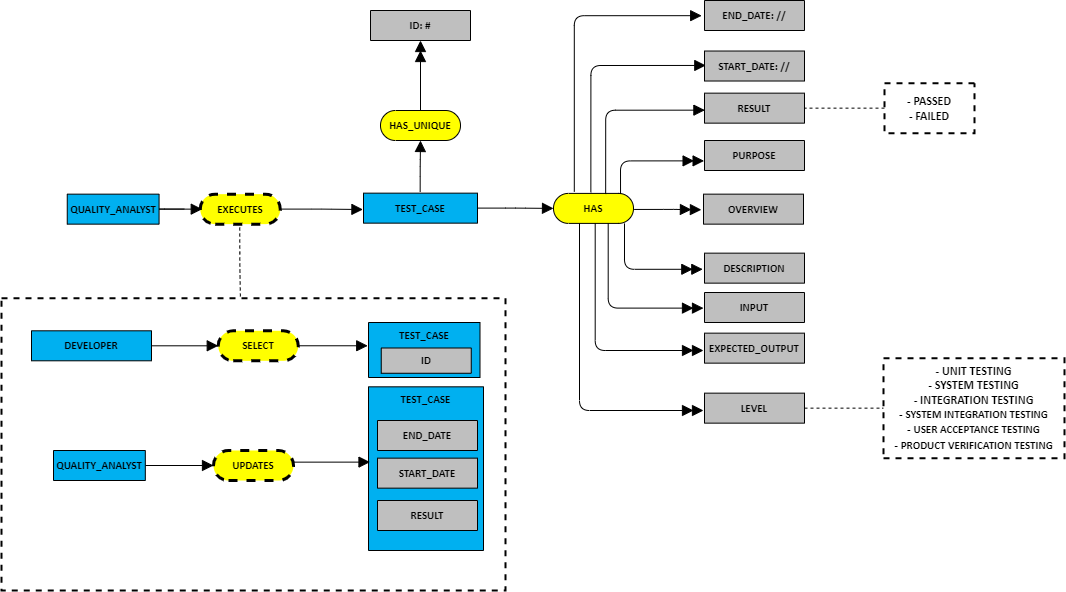 END_DATE: //
ID: #
START_DATE: //
RESULT
- PASSED
- FAILED
HAS_UNIQUE
PURPOSE
QUALITY_ANALYST
EXECUTES
TEST_CASE
HAS
OVERVIEW
DESCRIPTION
INPUT
DEVELOPER
SELECT
TEST_CASE
ID
EXPECTED_OUTPUT
LEVEL
- UNIT TESTING
- SYSTEM TESTING
- INTEGRATION TESTING
- SYSTEM INTEGRATION TESTING
- USER ACCEPTANCE TESTING
- PRODUCT VERIFICATION TESTING
QUALITY_ANALYST
UPDATES
TEST_CASE
END_DATE
START_DATE
RESULT